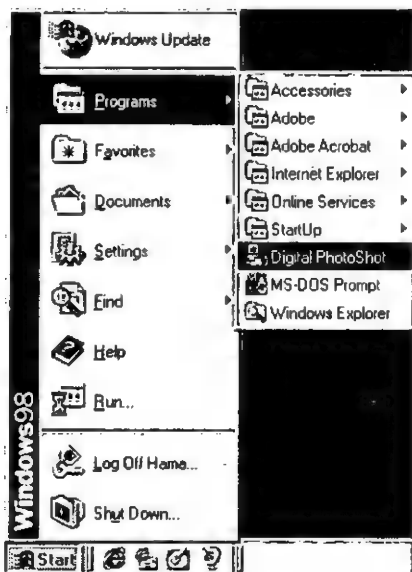 Windows Update
Programs
Favorites
Documents
Settings
Find
Help
Run...
Log Off Hama...
Shut Down...
Windows98
Start
Accessories
Adobe
Adobe Acrobat
Internet Explorer
Online Services
StartUp
Digital PhotoShot
MS-DOS Prompt
Windows Explorer